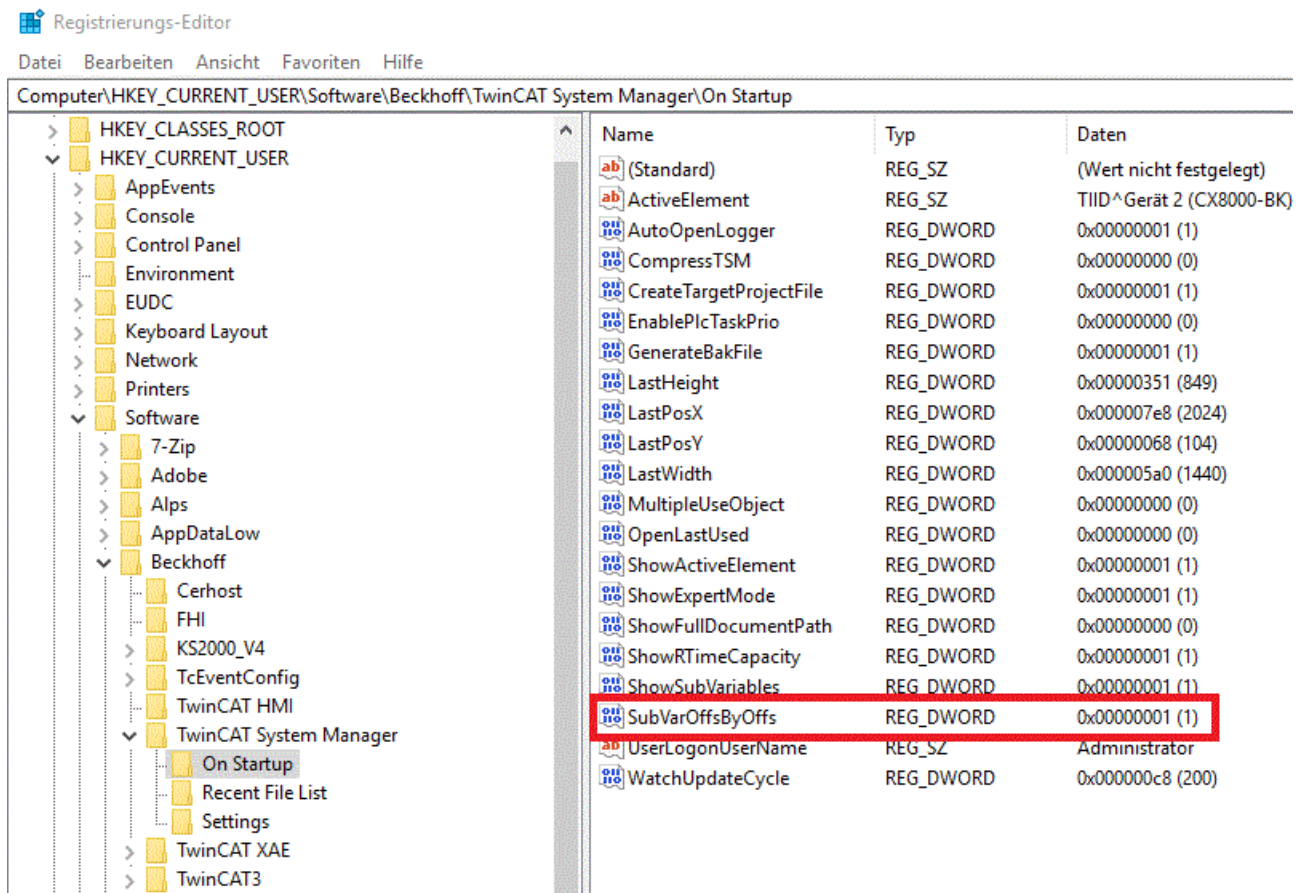 Registrierungs-Editor
Datei Bearbeiten Ansicht Favoriten Hilfe
Computer\HKEY_CURRENT_USER\Software\Beckhoff\TwinCAT System Manager\On Startup
HKEY_CLASSES_ROOT
HKEY_CURRENT_USER
AppEvents
Console
Control Panel
Environment
EUDC
Keyboard Layout
Network
Printers
Software
7-Zip
Adobe
Alps
AppDataLow
Beckhoff
Cerhost
FHI
KS2000_V4
TcEventConfig
TwinCAT HMI
TwinCAT System Manager
On Startup
Recent File List
Settings
TwinCAT XAE
TwinCAT3
Name Typ Daten
(Standard) REG_SZ (Wert nicht festgelegt)
ActiveElement REG_SZ TIID^Gerät 2 (CX8000-BK)
AutoOpenLogger REG_DWORD 0x00000001 (1)
CompressTSM REG_DWORD 0x00000000 (0)
CreateTargetProjectFile REG_DWORD 0x00000001 (1)
EnablePlcTaskPrio REG_DWORD 0x00000000 (0)
GenerateBakFile REG_DWORD 0x00000001 (1)
LastHeight REG_DWORD 0x00000351 (849)
LastPosX REG_DWORD 0x000007e8 (2024)
LastPosY REG_DWORD 0x00000068 (104)
LastWidth REG_DWORD 0x000005a0 (1440)
MultipleUseObject REG_DWORD 0x00000000 (0)
OpenLastUsed REG_DWORD 0x00000000 (0)
ShowActiveElement REG_DWORD 0x00000001 (1)
ShowExpertMode REG_DWORD 0x00000001 (1)
ShowFullDocumentPath REG_DWORD 0x00000000 (0)
ShowRTimeCapacity REG_DWORD 0x00000001 (1)
ShowSubVariables REG_DWORD 0x00000001 (1)
SubVarOffsByOffs REG_DWORD 0x00000001 (1)
UserLogonUserName REG_SZ Administrator
WatchUpdateCycle REG_DWORD 0x000000c8 (200)